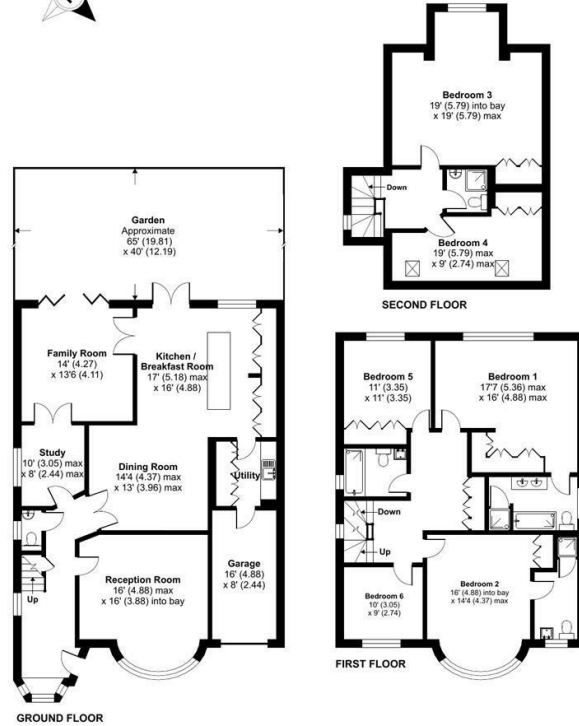 Bedroom 3
19' (5.79) into bay
x 19' (5.79) max
Down
Bedroom 4
19' (5.79) max
x 9' (2.74) max
SECOND FLOOR
Garden
Approximate
65' (19.81)
x 40' (12.19)
Family Room
14' (4.27)
x 13'6 (4.11)
Kitchen /
Breakfast Room
17' (5.18) max
x 16' (4.88)
Study
10' (3.05) max
x 8' (2.44) max
Dining Room
14'4 (4.37) max
x 13' (3.96) max
Utility
Garage
16' (4.88)
x 8' (2.44)
Reception Room
16' (4.88) max
x 16' (3.88) into bay
Up
GROUND FLOOR
Bedroom 5
11' (3.35)
x 11' (3.35)
Bedroom 1
17'7 (5.36) max
x 16' (4.88) max
Down
Up
Bedroom 6
10' (3.05)
x 9' (2.74)
Bedroom 2
16' (4.88) into bay
x 14'4 (4.37) max
FIRST FLOOR